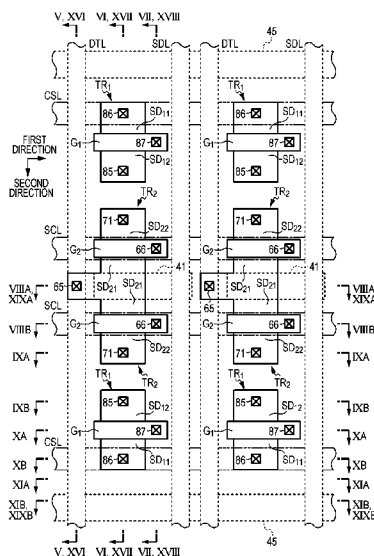 V, XVI VI, XVII VII, XVIII
45
DTL SDL DTL SDL
CSL
TR1 TR1
86 SD11 86 SD11
FIRST DIRECTION
G1 87 G1 87
SECOND DIRECTION
85 SD12 85 SD12
TR2 TR2
71 SD22 71 SD22
SCL
G2 66 G2 66
41 41
VIIIA, XIXA 65 SD21 SD21 65 SD21 SD21 VIIIA, XIXA
SCL
VIIIB G2 66 G2 66 VIIIB
IXA 71 SD22 71 SD22 IXA
TR1 TR2 TR1 TR2
IXB 85 SD12 85 SD12 IXB
XA G1 87 G1 87 XA
CSL
XB 86 SD11 86 SD11 XB
XIA XIA
XIB, XIXB XIB, XIXB
45
V, XVI VI, XVII VII, XVIII